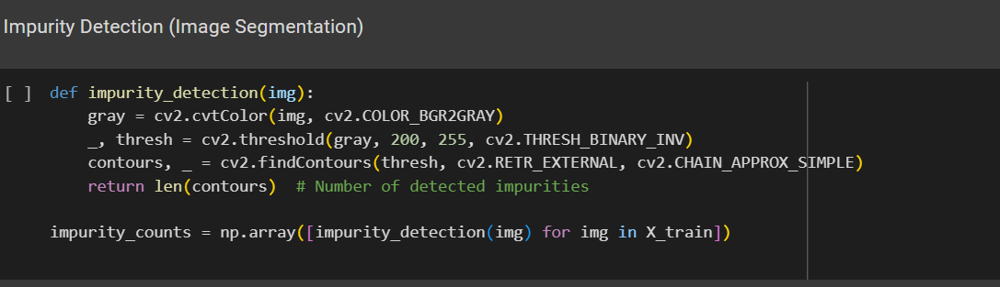 Impurity Detection (Image Segmentation)
[ ] def impurity_detection(img):
    gray = cv2.cvtColor(img, cv2.COLOR_BGR2GRAY)
    _, thresh = cv2.threshold(gray, 200, 255, cv2.THRESH_BINARY_INV)
    contours, _ = cv2.findContours(thresh, cv2.RETR_EXTERNAL, cv2.CHAIN_APPROX_SIMPLE)
    return len(contours)  # Number of detected impurities
impurity_counts = np.array([impurity_detection(img) for img in X_train])